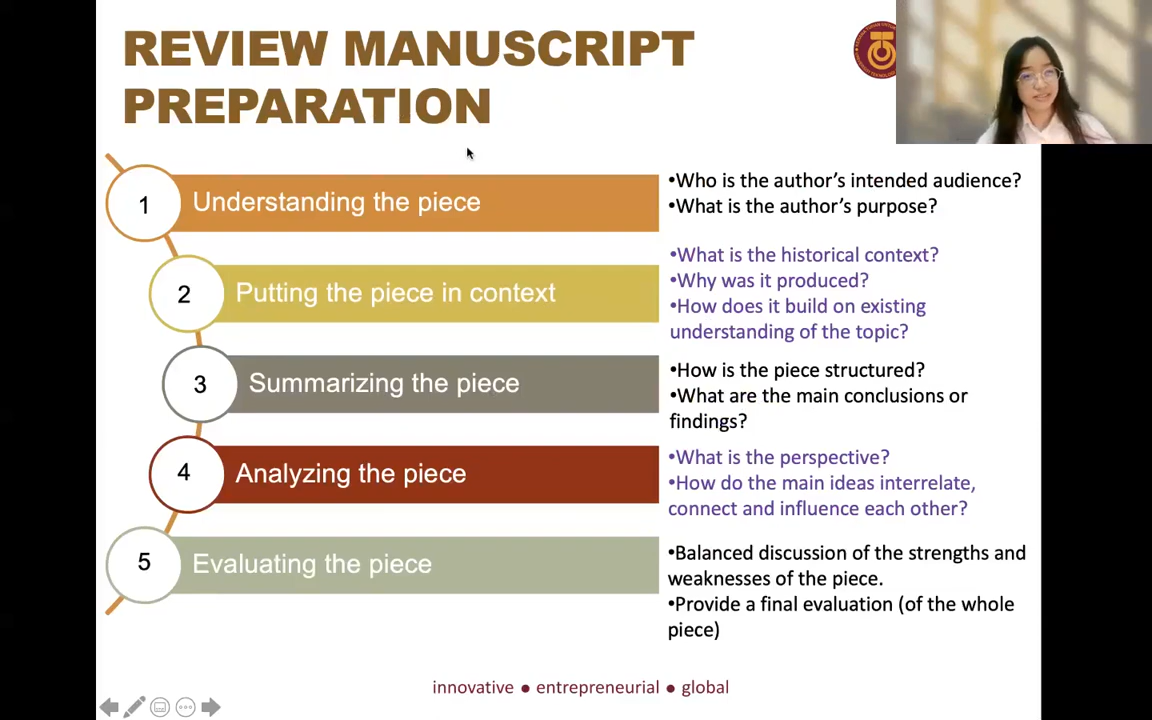 REVIEW MANUSCRIPT
PREPARATION
1
Understanding the piece
•Who is the author’s intended audience?
•What is the author’s purpose?
2
Putting the piece in context
•What is the historical context?
•Why was it produced?
•How does it build on existing
understanding of the topic?
3
Summarizing the piece
•How is the piece structured?
•What are the main conclusions or
findings?
4
Analyzing the piece
•What is the perspective?
•How do the main ideas interrelate,
connect and influence each other?
5
Evaluating the piece
•Balanced discussion of the strengths and
weaknesses of the piece.
•Provide a final evaluation (of the whole
piece)
innovative ● entrepreneurial ● global